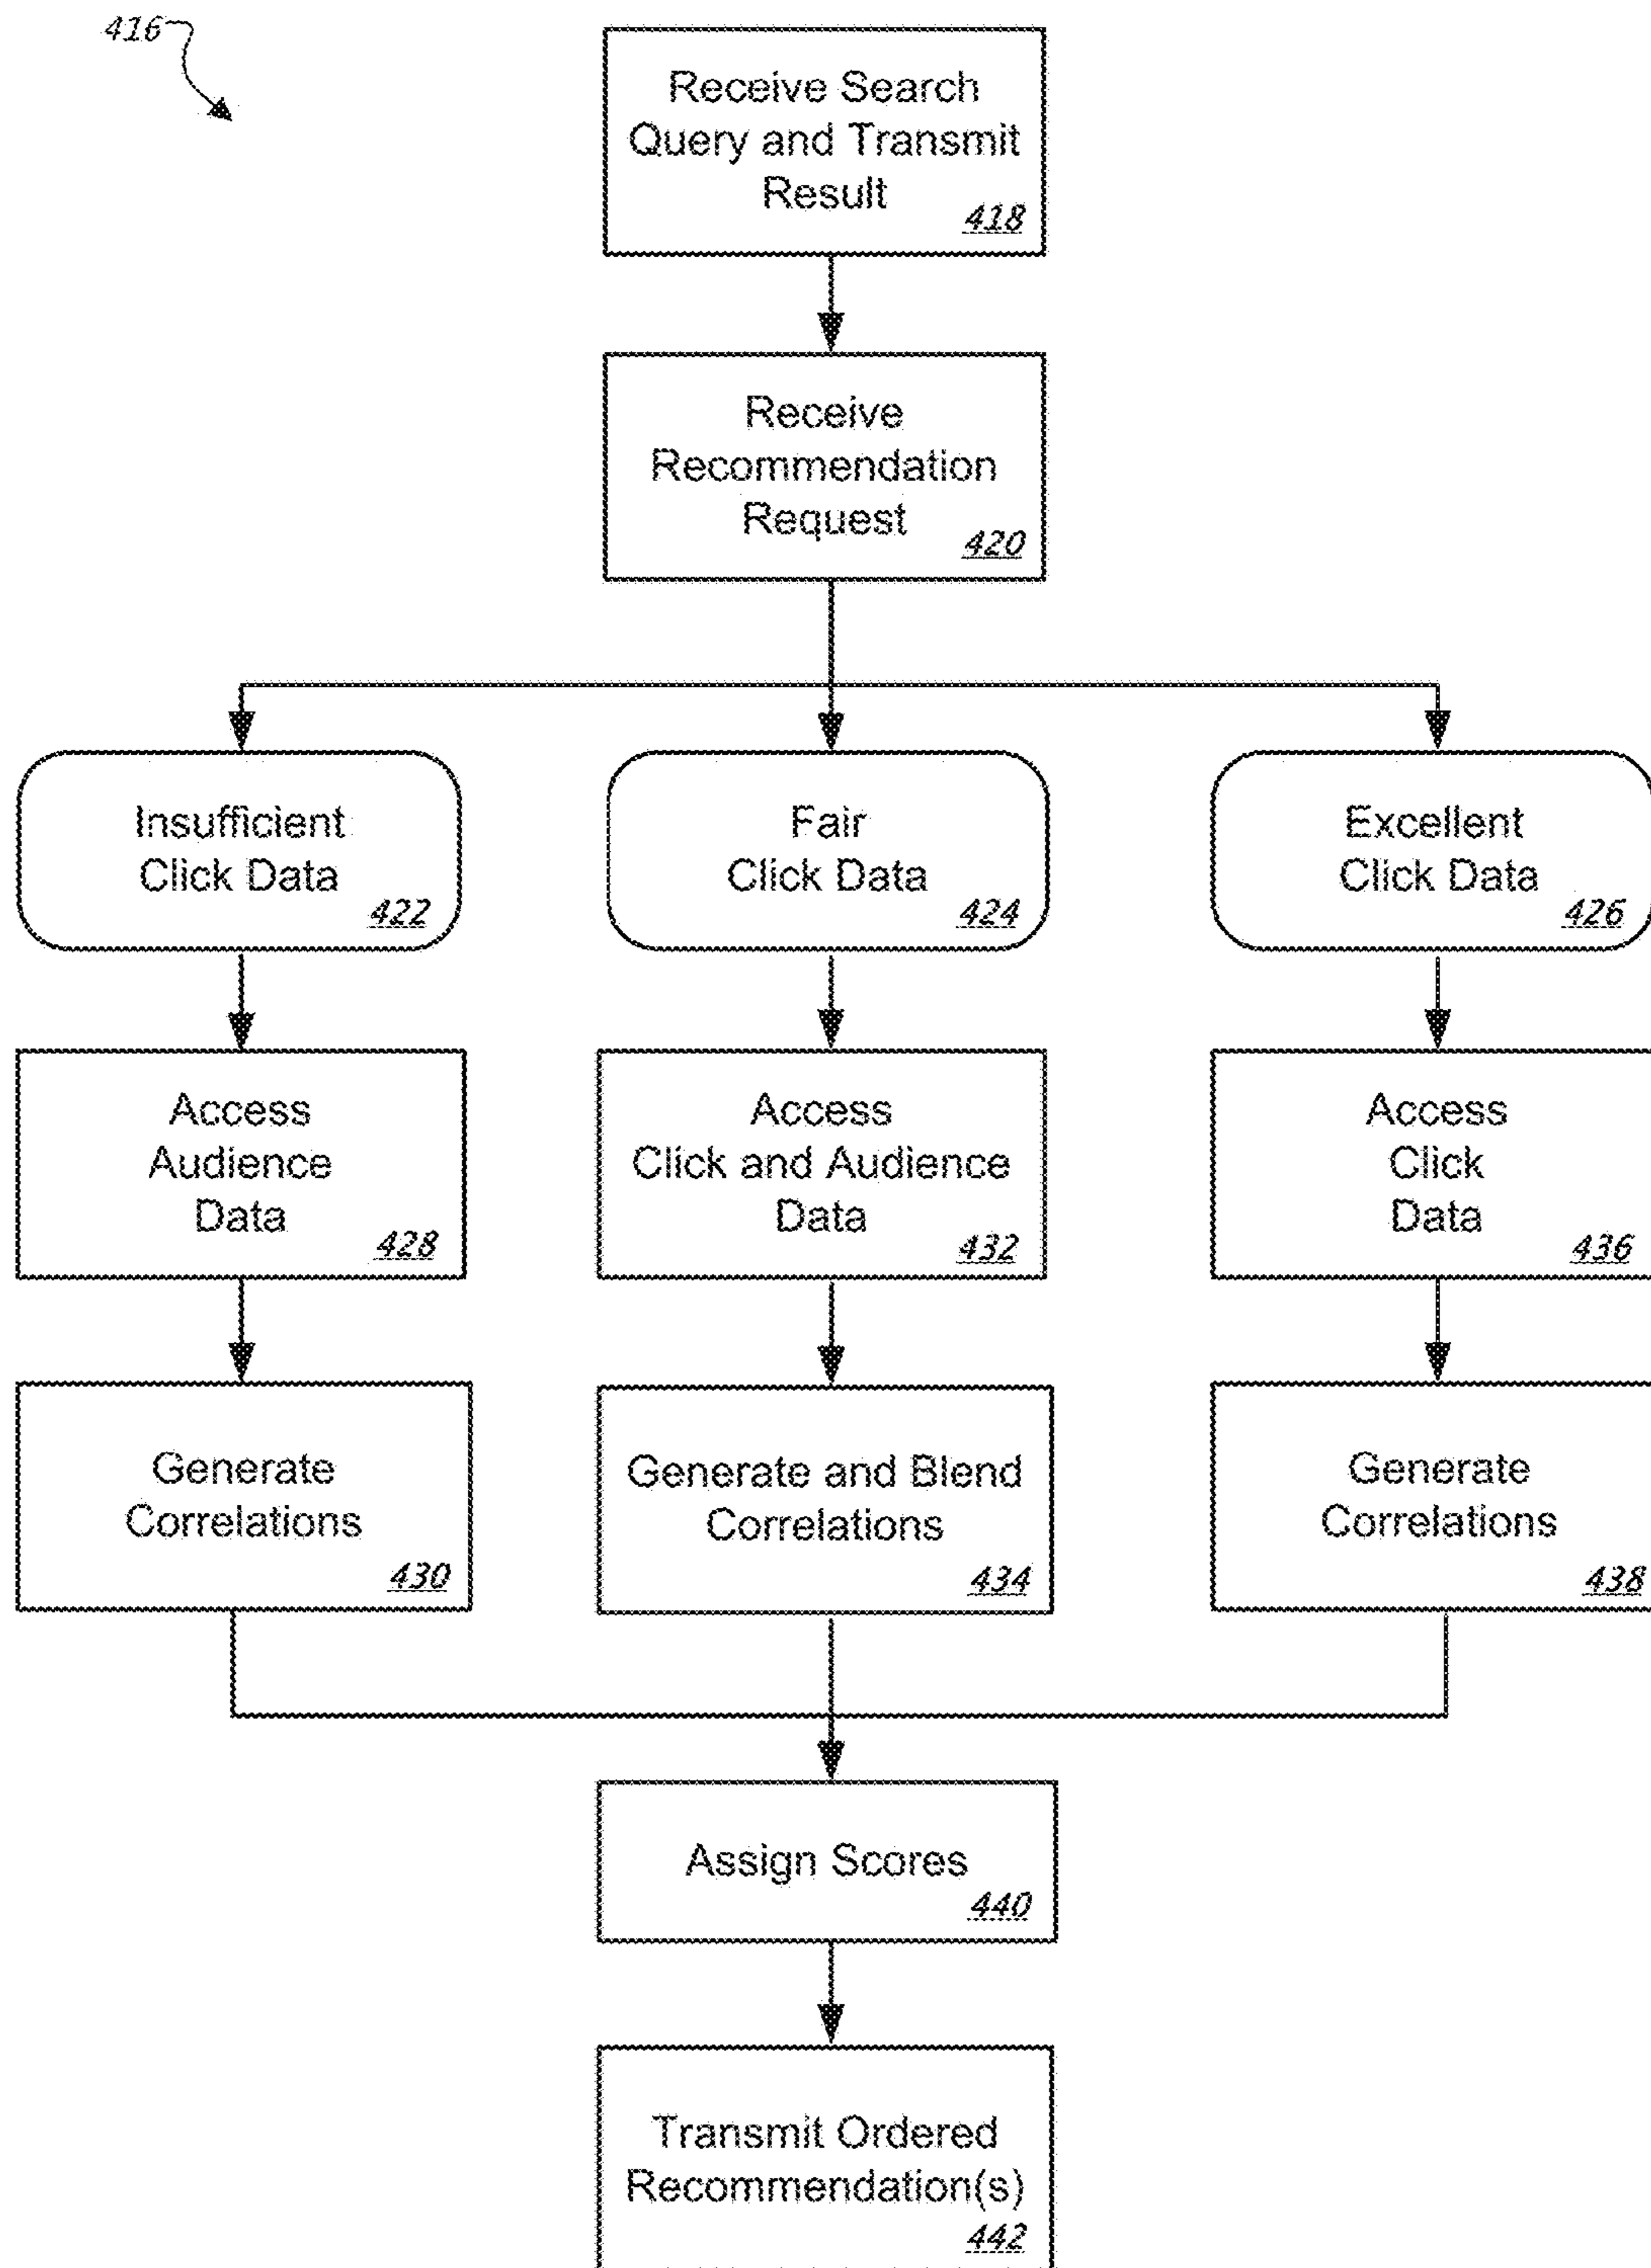 416
Receive Search
Query and Transmit
Result
418
Receive
Recommendation
Request
420
Insufficient
Click Data
422
Fair
Click Data
424
Excellent
Click Data
426
Access
Audience
Data
428
Access
Click and Audience
Data
432
Access
Click
Data
436
Generate
Correlations
430
Generate and Blend
Correlations
434
Generate
Correlations
438
Assign Scores
440
Transmit Ordered
Recommendation(s)
442